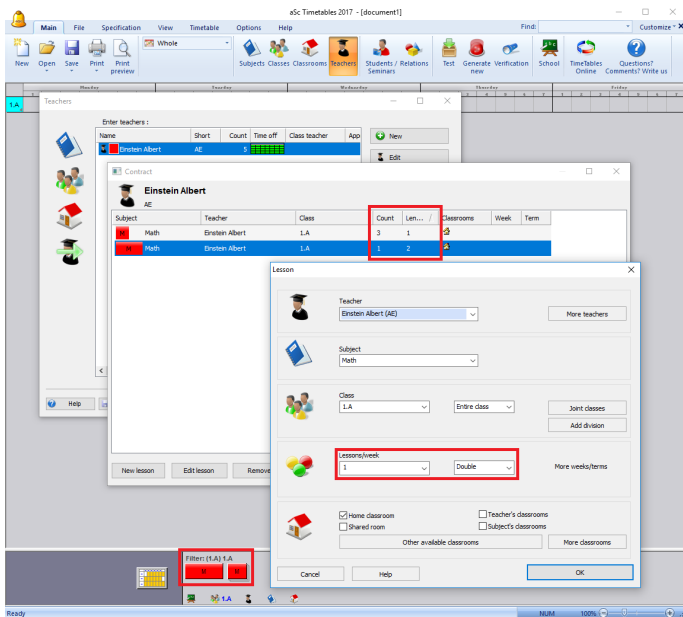 aSc Timetables 2017 - [document1]
Main File Specification View Timetable Options Help Find: Customize
New Open Save Print Print preview Whole Subjects Classes Classrooms Teachers Students / Seminars Relations Test Generate new Verification School TimeTables Online Questions? Comments? Write us
Monday Tuesday Wednesday Thursday Friday
1.A
Teachers
Enter teachers :
Name Short Count Time off Class teacher App
Einstein Albert AE 5
New
Edit
Contract
Einstein Albert
AE
Subject Teacher Class Count Len... / Classrooms Week Term
M Math Einstein Albert 1.A 3 1
M Math Einstein Albert 1.A 1 2
Lesson
Teacher
Einstein Albert (AE) More teachers
Subject
Math
Class
1.A Entire class Joint classes
Add division
Lessons/week
1 Double More weeks/terms
Home classroom Teacher's classrooms
Shared room Subject's classrooms
Other available classrooms More classrooms
Cancel Help OK
Help
New lesson Edit lesson Remove
Filter: (1.A) 1.A
M M
1.A
Ready NUM 100%